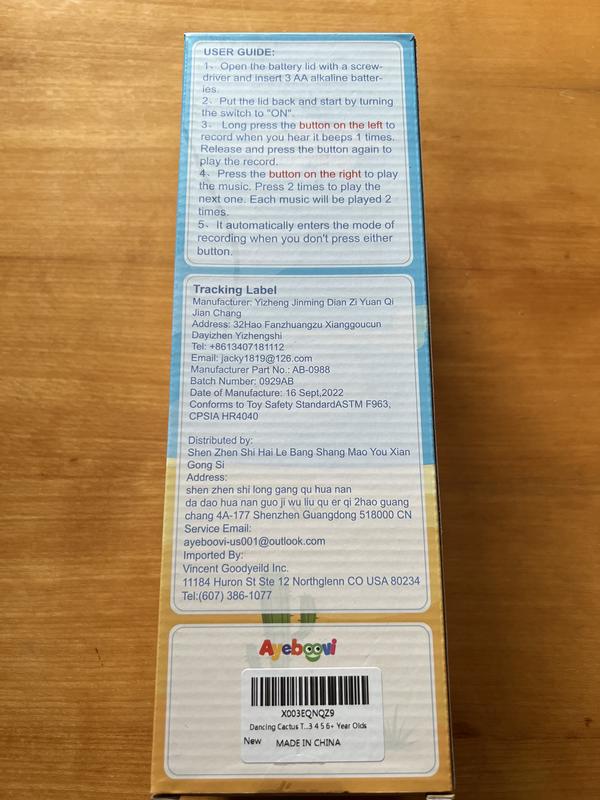 USER GUIDE:
1、Open the battery lid with a screw-
driver and insert 3 AA alkaline batter-
ies.
2、Put the lid back and start by turning
the switch to "ON".
3、Long press the button on the left to
record when you hear it beeps 1 times.
Release and press the button again to
play the record.
4、Press the button on the right to play
the music. Press 2 times to play the
next one. Each music will be played 2
times.
5、It automatically enters the mode of
recording when you don't press either
button.
Tracking Label
Manufacturer: Yizheng Jinming Dian Zi Yuan Qi
Jian Chang
Address: 32Hao Fanzhuangzu Xianggoucun
Dayizhen Yizhengshi
Tel: +8613407181112
Email: jacky1819@126.com
Manufacturer Part No.: AB-0988
Batch Number: 0929AB
Date of Manufacture: 16 Sept,2022
Conforms to Toy Safety StandardASTM F963,
CPSIA HR4040
Distributed by:
Shen Zhen Shi Hai Le Bang Shang Mao You Xian
Gong Si
Address:
shen zhen shi long gang qu hua nan
da dao hua nan guo ji wu liu qu er qi 2hao guang
chang 4A-177 Shenzhen Guangdong 518000 CN
Service Email:
ayeboovi-us001@outlook.com
Imported By:
Vincent Goodyeild Inc.
11184 Huron St Ste 12 Northglenn CO USA 80234
Tel:(607) 386-1077
Ayeboovi
X003EQNQZ9
Dancing Cactus T...3 4 5 6+ Year Olds
New MADE IN CHINA